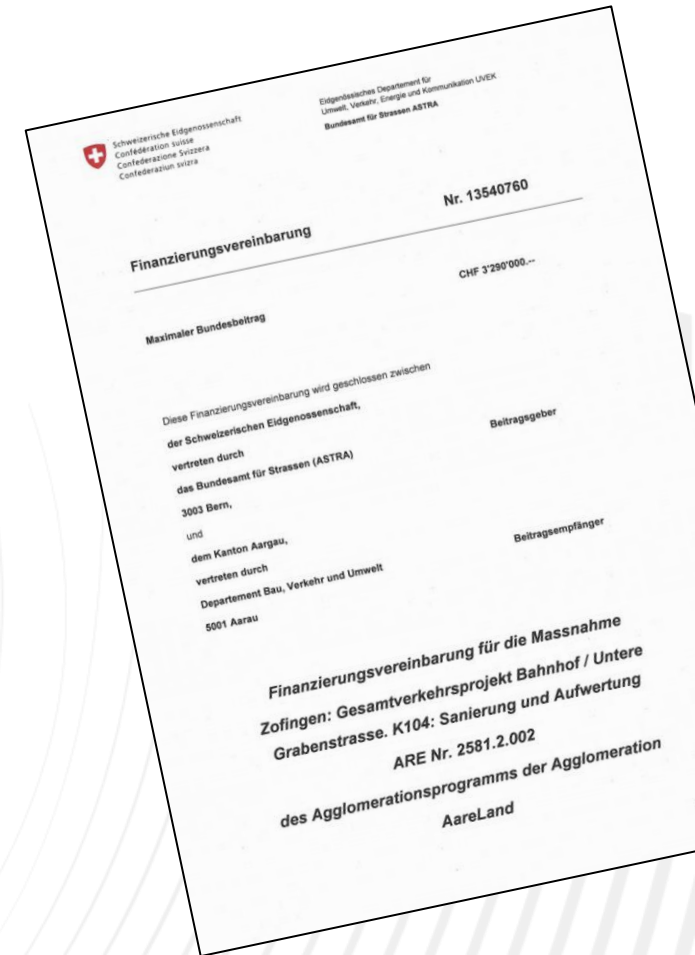 Schweizerische Eidgenossenschaft
Confédération suisse
Confederazione Svizzera
Confederaziun svizra
Eidgenössisches Departement für
Umwelt, Verkehr, Energie und Kommunikation UVEK
Bundesamt für Strassen ASTRA
Nr. 13540760
Finanzierungsvereinbarung
CHF 3'290'000.--
Maximaler Bundesbeitrag
Diese Finanzierungsvereinbarung wird geschlossen zwischen
der Schweizerischen Eidgenossenschaft,
Beitragsgeber
vertreten durch
das Bundesamt für Strassen (ASTRA)
3003 Bern,
und
dem Kanton Aargau,
Beitragsempfänger
vertreten durch
Departement Bau, Verkehr und Umwelt
5001 Aarau
Finanzierungsvereinbarung für die Massnahme
Zofingen: Gesamtverkehrsprojekt Bahnhof / Untere
Grabenstrasse. K104: Sanierung und Aufwertung
ARE Nr. 2581.2.002
des Agglomerationsprogramms der Agglomeration
AareLand